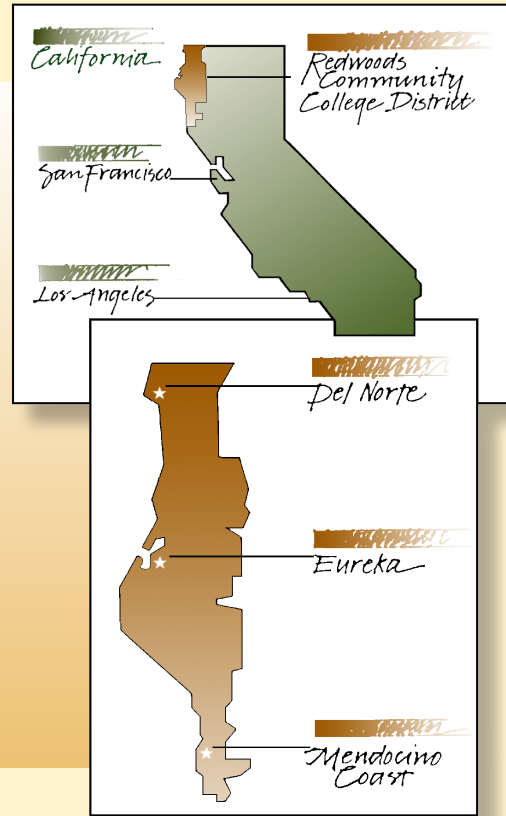 California
Redwoods
Community
College District
San Francisco
Los Angeles
Del Norte
Eureka
Mendocino
Coast